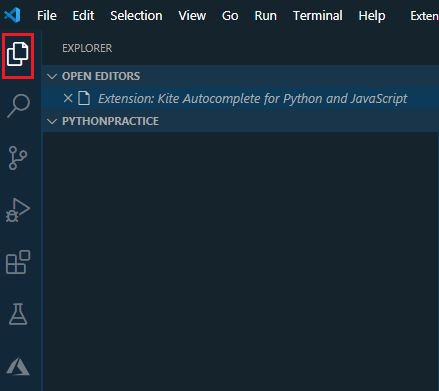 File Edit Selection View Go Run Terminal Help Exten
EXPLORER
OPEN EDITORS
Extension: Kite Autocomplete for Python and JavaScript
PYTHONPRACTICE